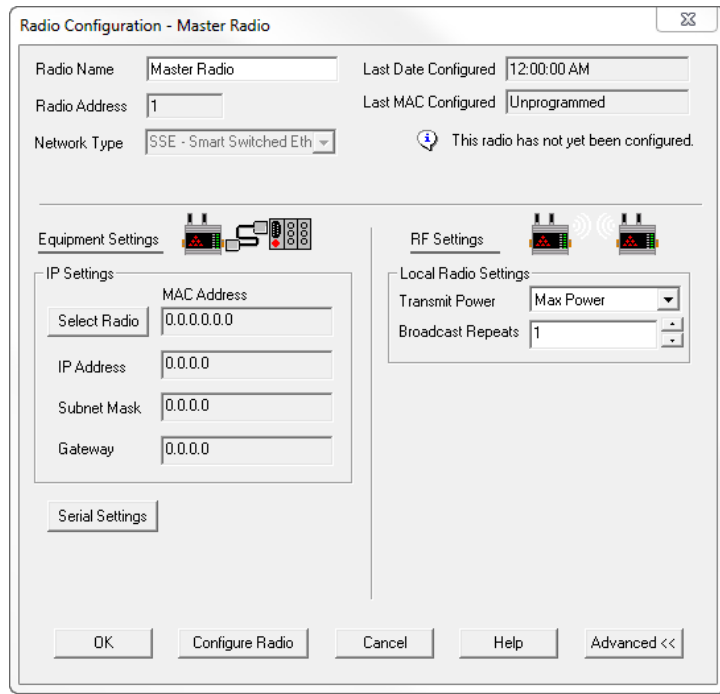 Radio Configuration - Master Radio
Radio Name Master Radio
Last Date Configured 12:00:00 AM
Radio Address 1
Last MAC Configured Unprogrammed
Network Type SSE - Smart Switched Eth
This radio has not yet been configured.
Equipment Settings
RF Settings
IP Settings
MAC Address
Select Radio 0.0.0.0.0.0
IP Address 0.0.0.0
Subnet Mask 0.0.0.0
Gateway 0.0.0.0
Serial Settings
Local Radio Settings
Transmit Power Max Power
Broadcast Repeats 1
OK Configure Radio Cancel Help Advanced <<